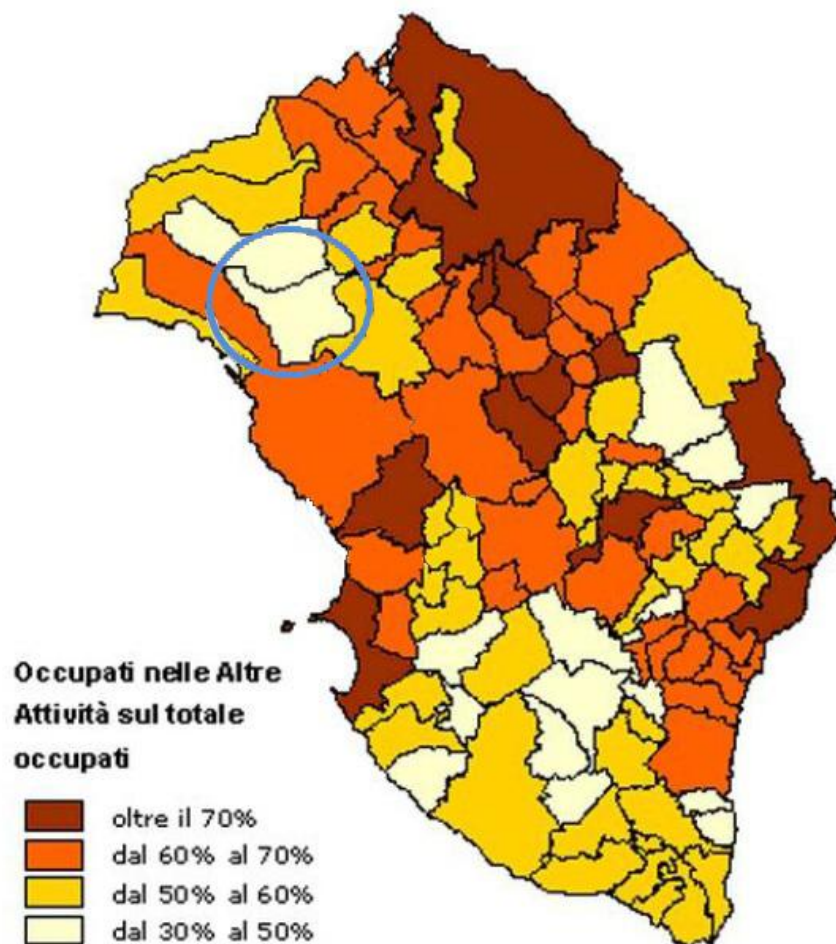 Occupati nelle Altre
Attività sul totale
occupati
oltre il 70%
dal 60% al 70%
dal 50% al 60%
dal 30% al 50%